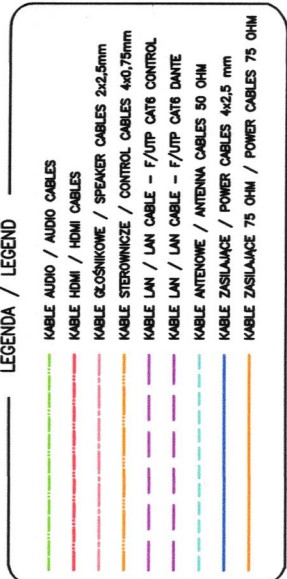 LEGENDA / LEGEND
KABLE AUDIO / AUDIO CABLES
KABLE HDMI / HDMI CABLES
KABLE GŁOŚNIKOWE / SPEAKER CABLES 2x2,5mm
KABLE STEROWNICZE / CONTROL CABLES 4x0,75mm
KABLE LAN / LAN CABLE – F/UTP CAT6 CONTROL
KABLE LAN / LAN CABLE – F/UTP CAT6 DANTE
KABLE ANTENOWE / ANTENNA CABLES 50 OHM
KABLE ZASILAJĄCE / POWER CABLES 4x2,5 mm
KABLE ZASILAJĄCE 75 OHM / POWER CABLES 75 OHM